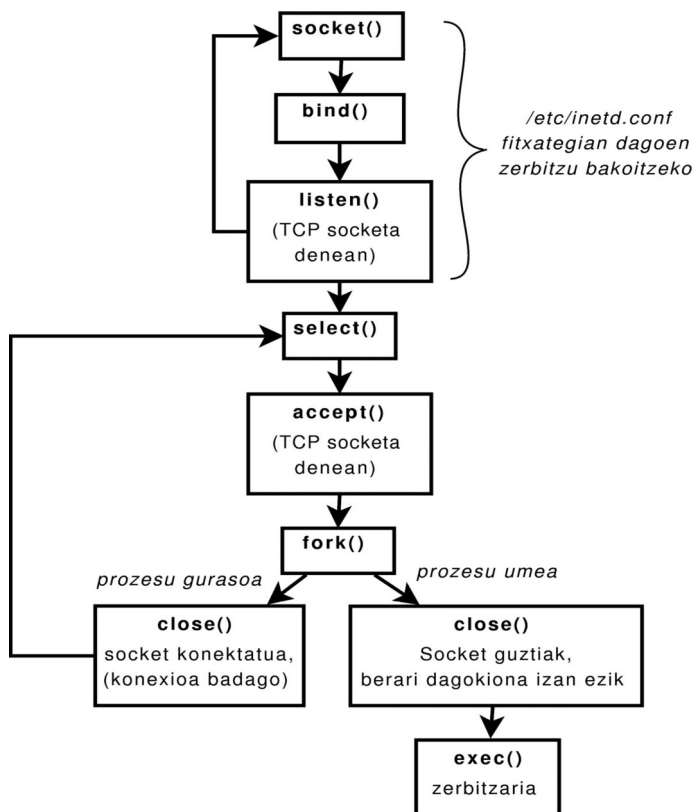 socket()
bind()
/etc/inetd.conf
fitxategian dagoen
zerbitzu bakoitzeko
listen()
(TCP socketa
denean)
select()
accept()
(TCP socketa
denean)
fork()
prozesu gurasoa
prozesu umea
close()
socket konektatua,
(konexioa badago)
close()
Socket guztiak,
berari dagokiona izan ezik
exec()
zerbitzaria